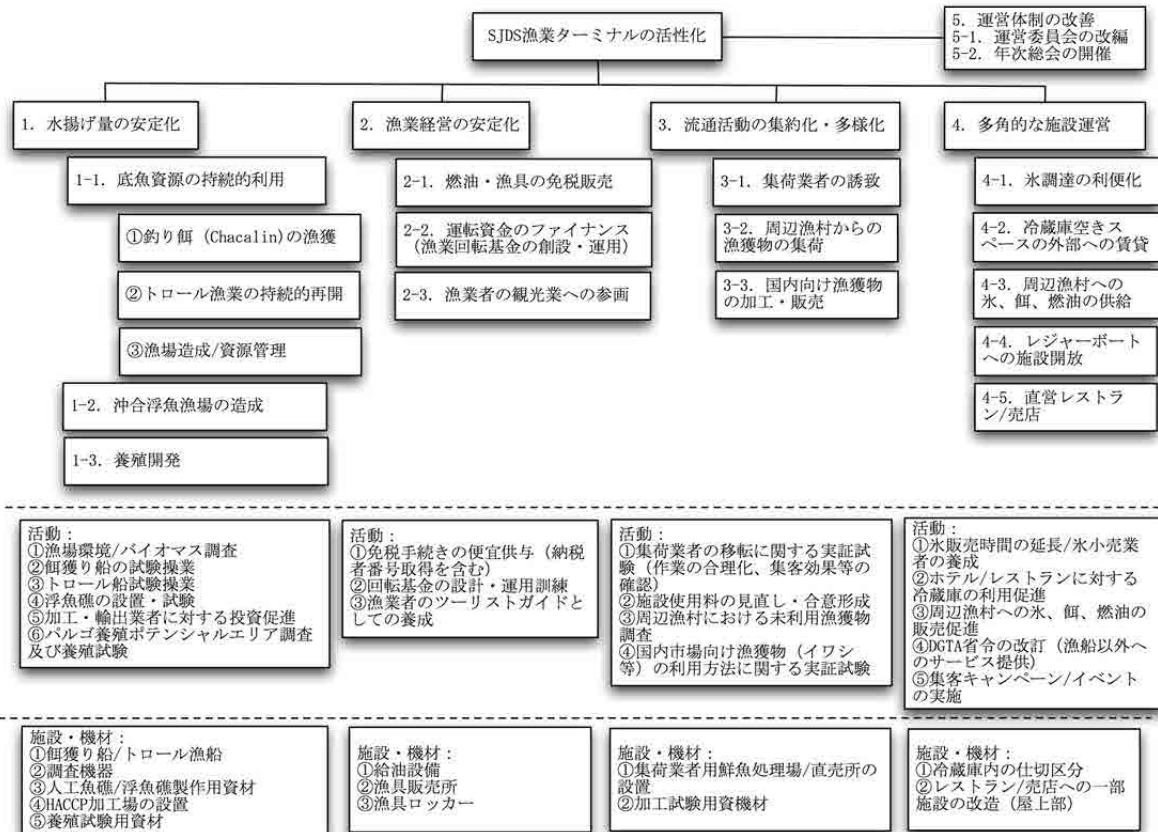 SJDS漁業ターミナルの活性化
5. 運営体制の改善
5-1. 運営委員会の改編
5-2. 年次総会の開催
1. 水揚げ量の安定化
1-1. 底魚資源の持続的利用
①釣り餌 (Chacalin)の漁獲
②トロール漁業の持続的再開
③漁場造成/資源管理
1-2. 沖合浮魚漁場の造成
1-3. 養殖開発
2. 漁業経営の安定化
2-1. 燃油・漁具の免税販売
2-2. 運転資金のファイナンス
(漁業回転基金の創設・運用)
2-3. 漁業者の観光業への参画
3. 流通活動の集約化・多様化
3-1. 集荷業者の誘致
3-2. 周辺漁村からの
漁獲物の集荷
3-3. 国内向け漁獲物
の加工・販売
4. 多角的な施設運営
4-1. 氷調達の利便化
4-2. 冷蔵庫空きス
ペースの外部への賃貸
4-3. 周辺漁村への
氷、餌、燃油の供給
4-4. レジャーボート
への施設開放
4-5. 直営レストラ
ン/売店
活動：
①漁場環境/バイオマス調査
②餌獲り船の試験操業
③トロール船試験操業
④浮魚礁の設置・試験
⑤加工・輸出業者に対する投資促進
⑥パルゴ養殖ポテンシャルエリア調査
及び養殖試験
活動：
①免税手続きの便宜供与（納税
者番号取得を含む）
②回転基金の設計・運用訓練
③漁業者のツーリストガイドと
しての養成
活動：
①集荷業者の移転に関する実証試
験（作業の合理化、集客効果等の
確認）
②施設使用料の見直し・合意形成
③周辺漁村における未利用漁獲物
調査
④国内市場向け漁獲物（イワシ
等）の利用方法に関する実証試験
活動：
①氷販売時間の延長/氷小売業
者の養成
②ホテル/レストランに対する
冷蔵庫の利用促進
③周辺漁村への氷、餌、燃油の
販売促進
④DGTA省令の改訂（漁船以外へ
のサービス提供）
⑤集客キャンペーン/イベント
の実施
施設・機材：
①餌獲り船/トロール漁船
②調査機器
③人工魚礁/浮魚礁製作用資材
④HACCP加工場の設置
⑤養殖試験用資材
施設・機材：
①給油設備
②漁具販売所
③漁具ロッカー
施設・機材：
①集荷業者用鮮魚処理場/直売所の
設置
②加工試験用資機材
施設・機材：
①冷蔵庫内の仕切区分
②レストラン/売店への一部
施設の改造（屋上部）